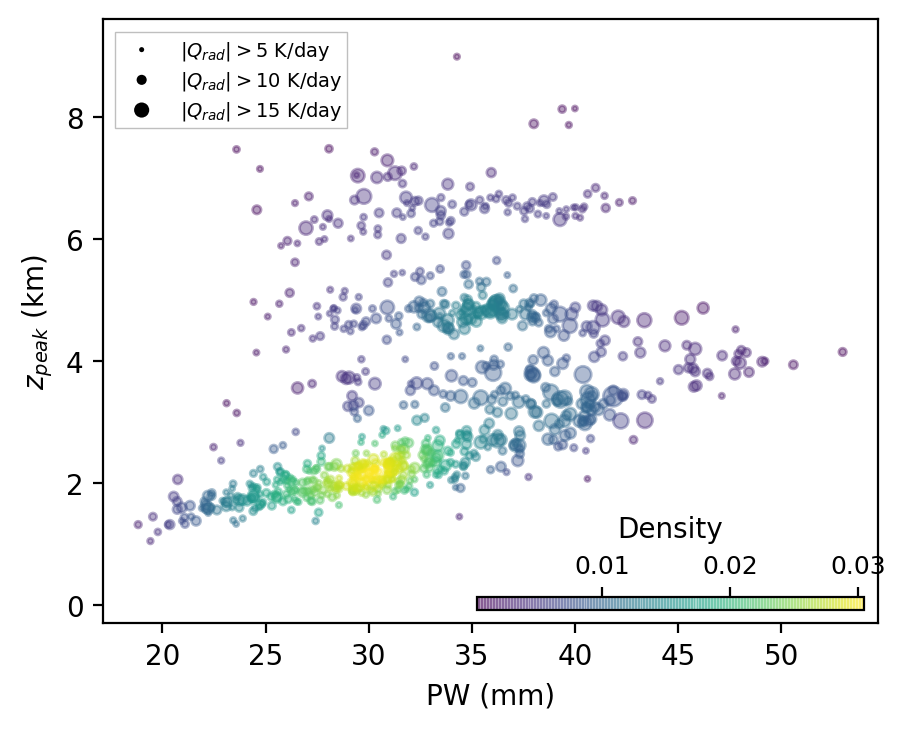 |Q_rad| > 5 K/day
|Q_rad| > 10 K/day
|Q_rad| > 15 K/day
8
6
4
2
0
z_peak (km)
Density
0.01 0.02 0.03
20 25 30 35 40 45 50
PW (mm)